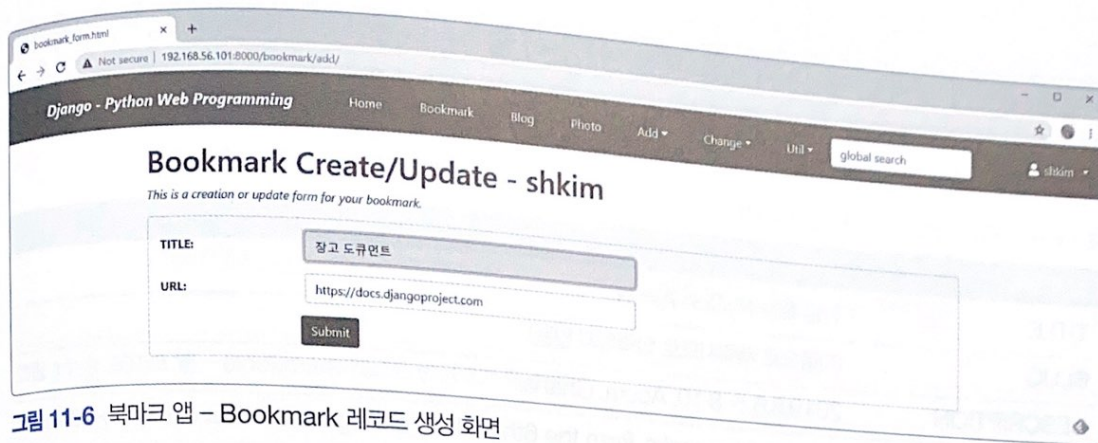 bookmark_form.html × +
Not secure | 192.168.56.101:8000/bookmark/add/
Django - Python Web Programming Home Bookmark Blog Photo Add Change Util global search shkim
Bookmark Create/Update - shkim
This is a creation or update form for your bookmark.
TITLE: 장고 도큐먼트
URL: https://docs.djangoproject.com
Submit
그림 11-6 북마크 앱 – Bookmark 레코드 생성 화면